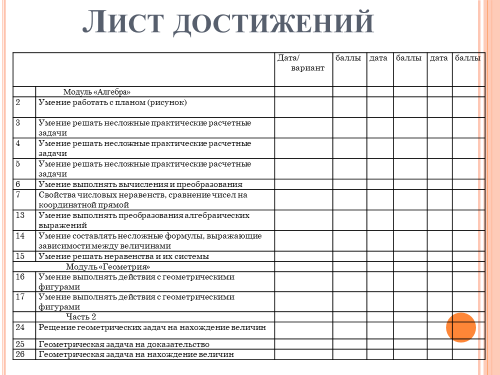 Лист достижений
Дата/ баллы дата баллы дата баллы
вариант
Модуль «Алгебра»
2 Умение работать с планом (рисунок)
3 Умение решать несложные практические расчетные
задачи
4 Умение решать несложные практические расчетные
задачи
5 Умение решать несложные практические расчетные
задачи
6 Умение выполнять вычисления и преобразования
7 Свойства числовых неравенств, сравнение чисел на
координатной прямой
13 Умение выполнять преобразования алгебраических
выражений
14 Умение составлять несложные формулы, выражающие
зависимости между величинами
15 Умение решать неравенства и их системы
Модуль «Геометрия»
16 Умение выполнять действия с геометрическими
фигурами
17 Умение выполнять действия с геометрическими
фигурами
Часть 2
24 Рещение геометрических задач на нахождение величин
25 Геометрическая задача на доказательство
26 Геометрическая задача на нахождение величин